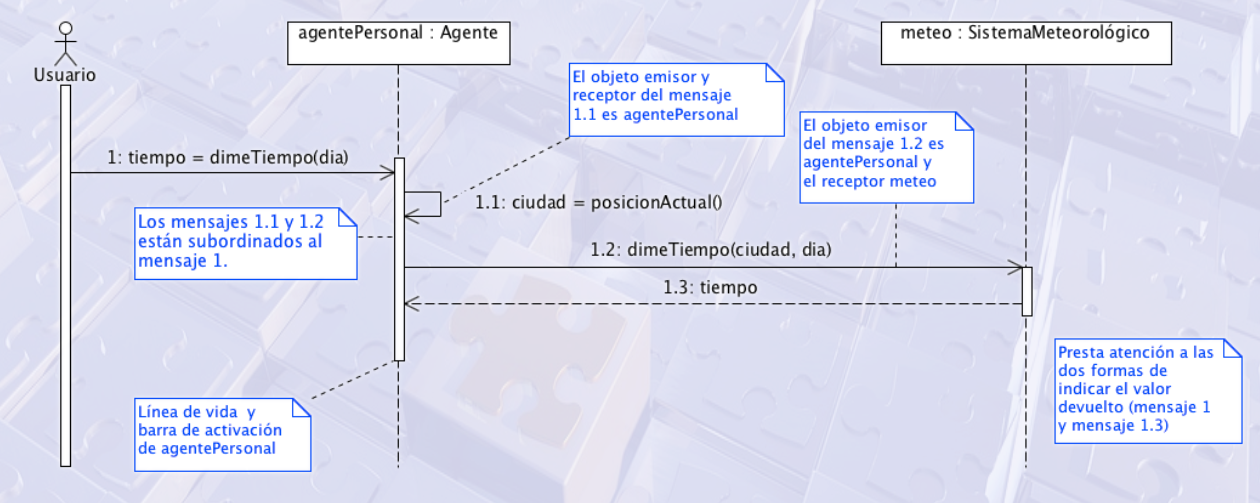 agentePersonal : Agente
meteo : SistemaMeteorológico
Usuario
El objeto emisor y
receptor del mensaje
1.1 es agentePersonal
El objeto emisor
del mensaje 1.2 es
agentePersonal y
el receptor meteo
1: tiempo = dimeTiempo(dia)
1.1: ciudad = posicionActual()
Los mensajes 1.1 y 1.2
están subordinados al
mensaje 1.
1.2: dimeTiempo(ciudad, dia)
1.3: tiempo
Presta atención a las
dos formas de
indicar el valor
devuelto (mensaje 1
y mensaje 1.3)
Línea de vida y
barra de activación
de agentePersonal